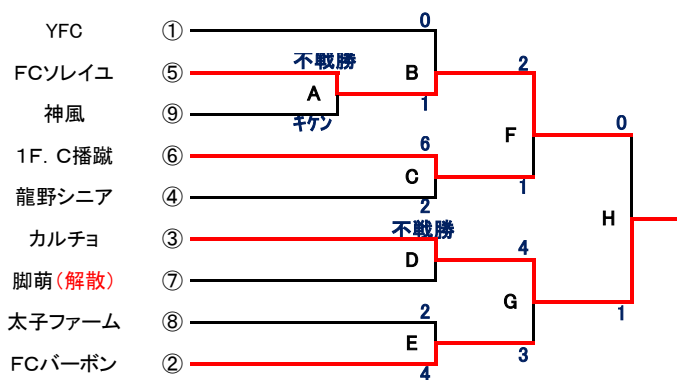 YFC ① 0
不戦勝 B 2
FCソレイユ ⑤
A 1 0
神風 ⑨ キケン
F
1F．C播蹴 ⑥ 6
C 1
龍野シニア ④ 2
H
不戦勝
カルチョ ③ 4
D
脚萌（解散） ⑦
G 1
太子ファーム ⑧ 2
E 3
FCバーボン ② 4